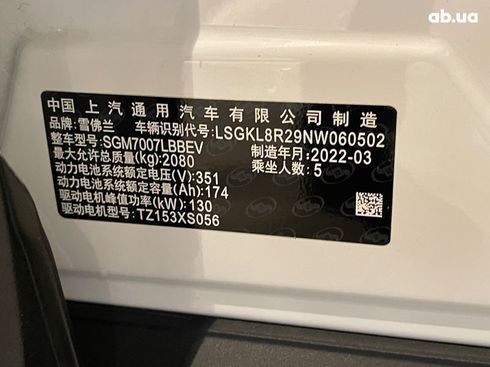 ab.ua
中国上汽通用汽车有限公司制造
品牌:雪佛兰 车辆识别代号:LSGKL8R29NW060502
整车型号:SGM7007LBBEV 制造年月:2022-03
最大允许总质量(kg):2080 乘坐人数:5
动力电池系统额定电压(V):351
动力电池系统额定容量(Ah):174
驱动电机峰值功率(kW):130
驱动电机型号:TZ153XS056